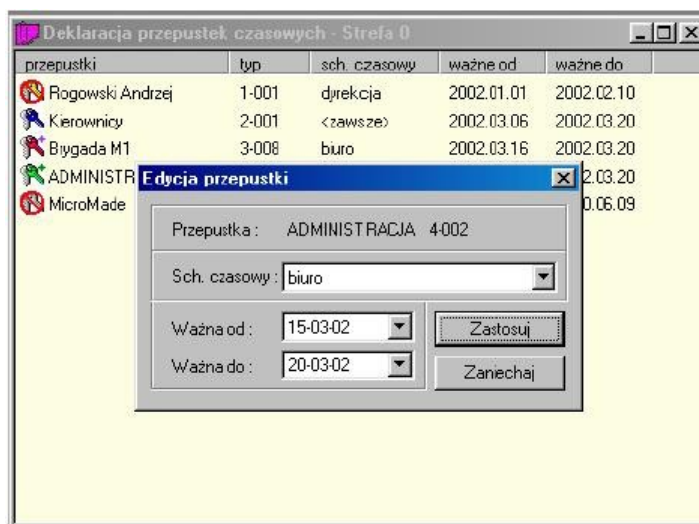 Deklaracja przepustek czasowych - Strefa 0
przepustki typ sch. czasowy ważne od ważne do
Rogowski Andrzej 1-001 dyrekcja 2002.01.01 2002.02.10
Kierownicy 2-001 <zawsze> 2002.03.06 2002.03.20
Brygada M1 3-008 biuro 2002.03.16 2002.03.20
ADMINISTR 2.03.20
MicroMade 0.06.09
Edycja przepustki
Przepustka : ADMINISTRACJA 4-002
Sch. czasowy : biuro
Ważna od : 15-03-02 Zastosuj
Ważna do : 20-03-02 Zaniechaj